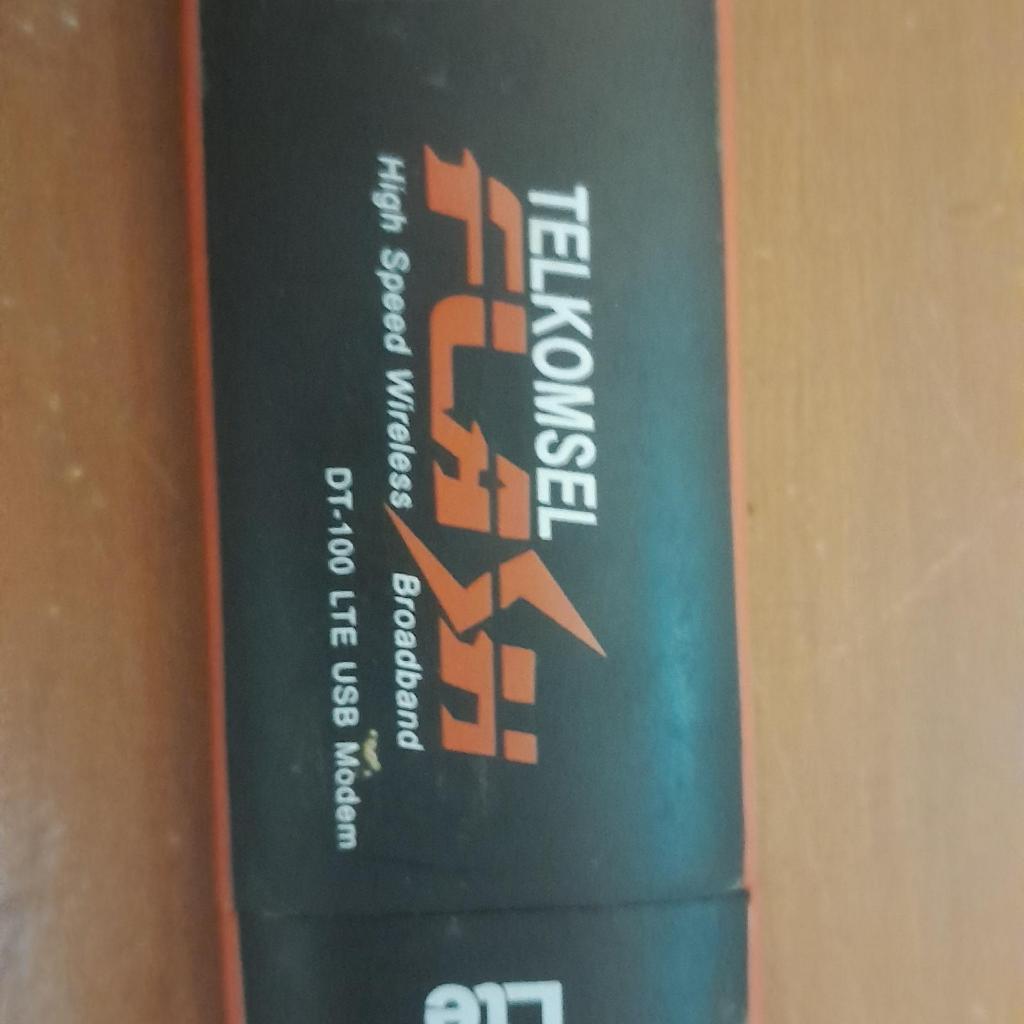 TELKOMSEL
FLASH
High Speed Wireless Broadband
DT-100 LTE USB Modem